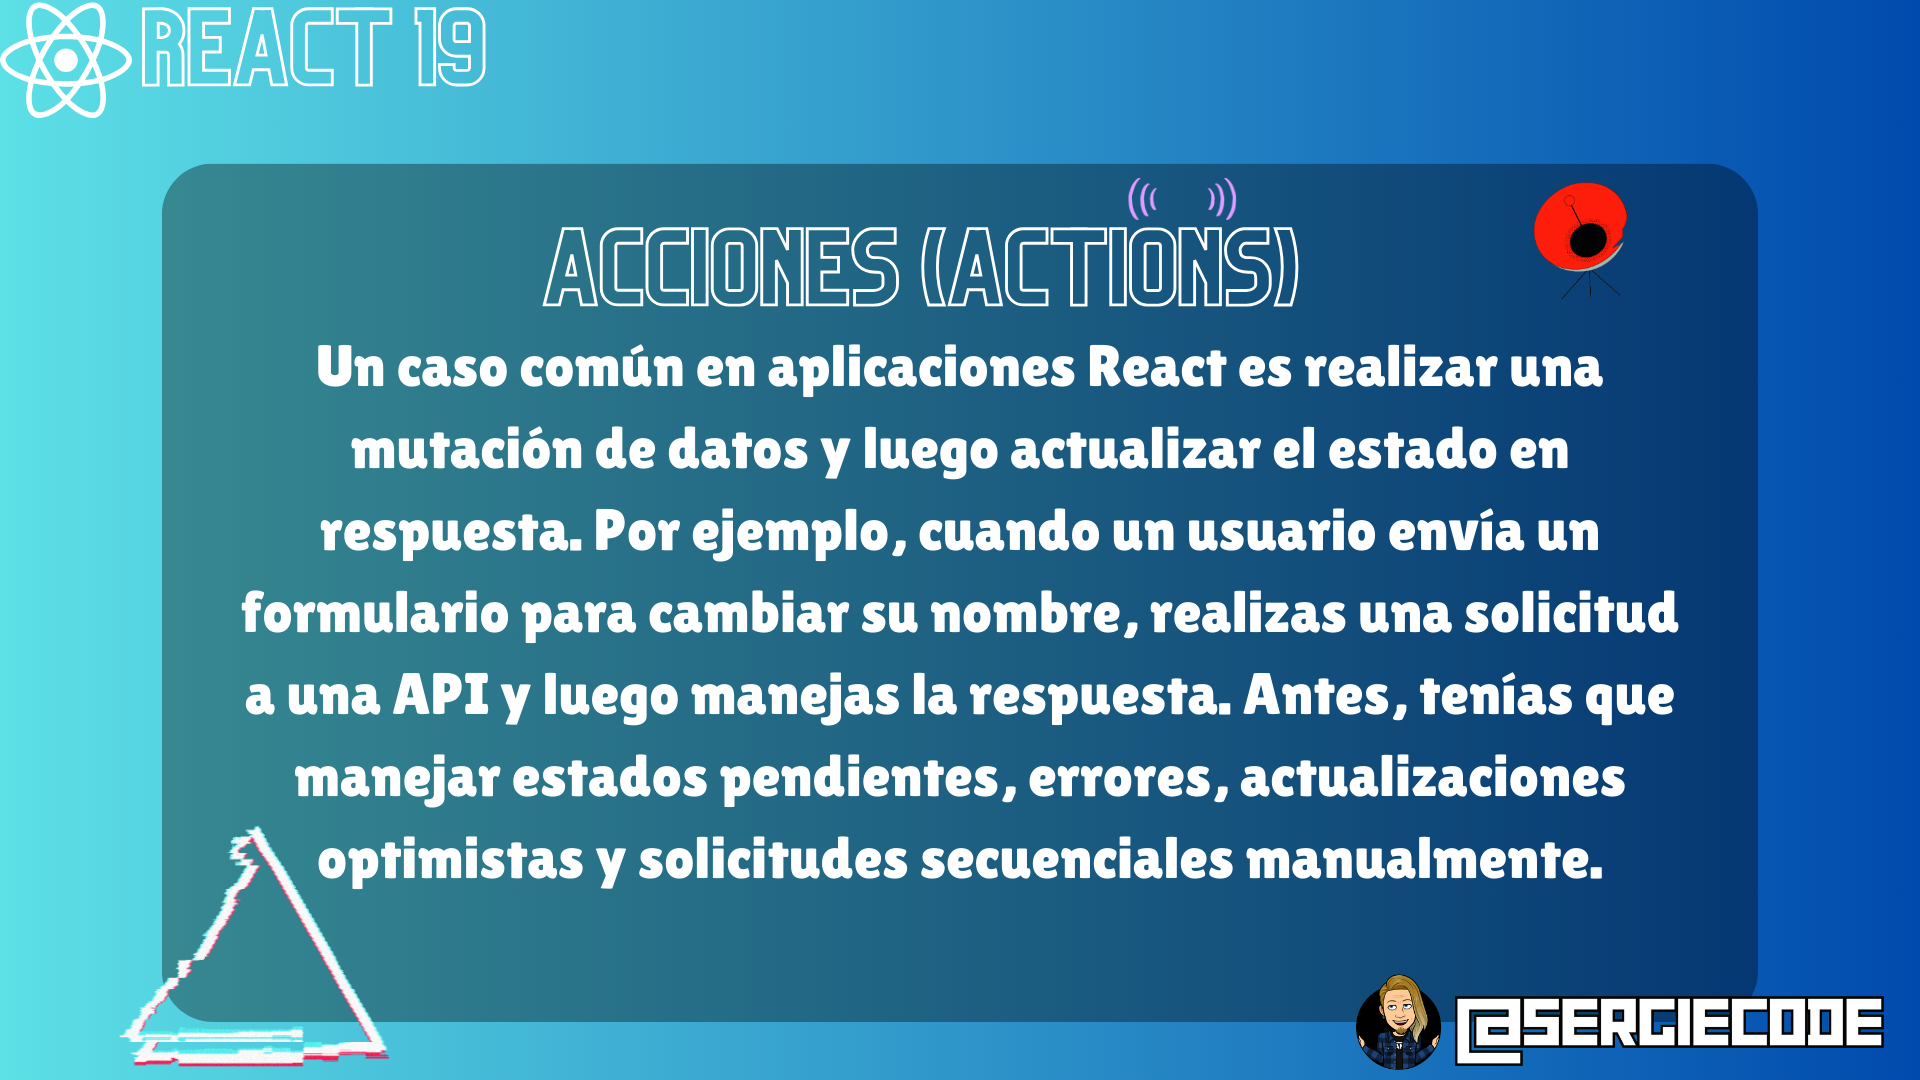 REACT 19
ACCIONES (ACTIONS)
Un caso común en aplicaciones React es realizar una
mutación de datos y luego actualizar el estado en
respuesta. Por ejemplo, cuando un usuario envía un
formulario para cambiar su nombre, realizas una solicitud
a una API y luego manejas la respuesta. Antes, tenías que
manejar estados pendientes, errores, actualizaciones
optimistas y solicitudes secuenciales manualmente.
@SERGIECODE